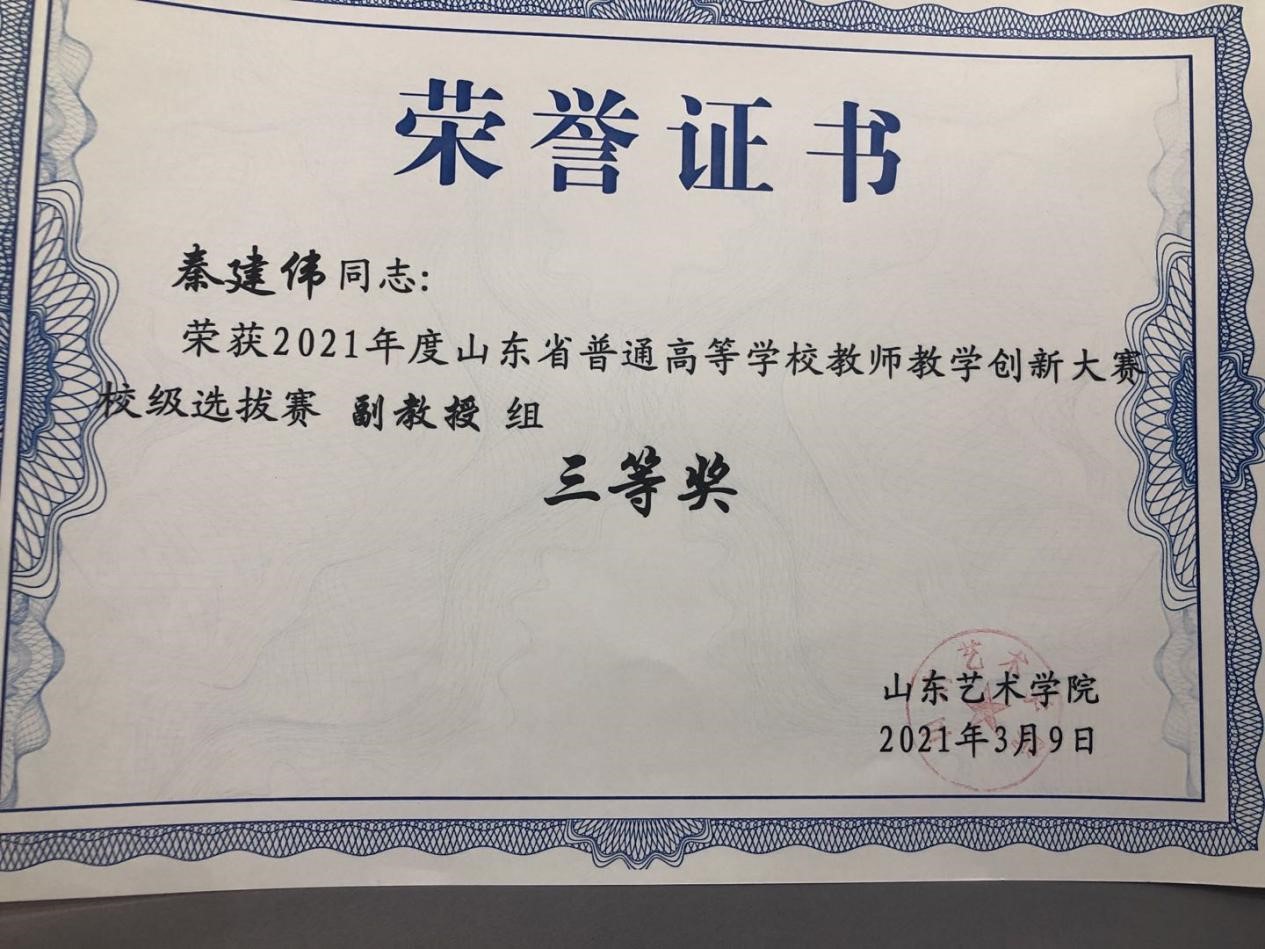 荣誉证书
秦建伟同志:
荣获2021年度山东省普通高等学校教师教学创新大赛
校级选拔赛 副教授 组
三等奖
山东艺术学院
2021年3月9日